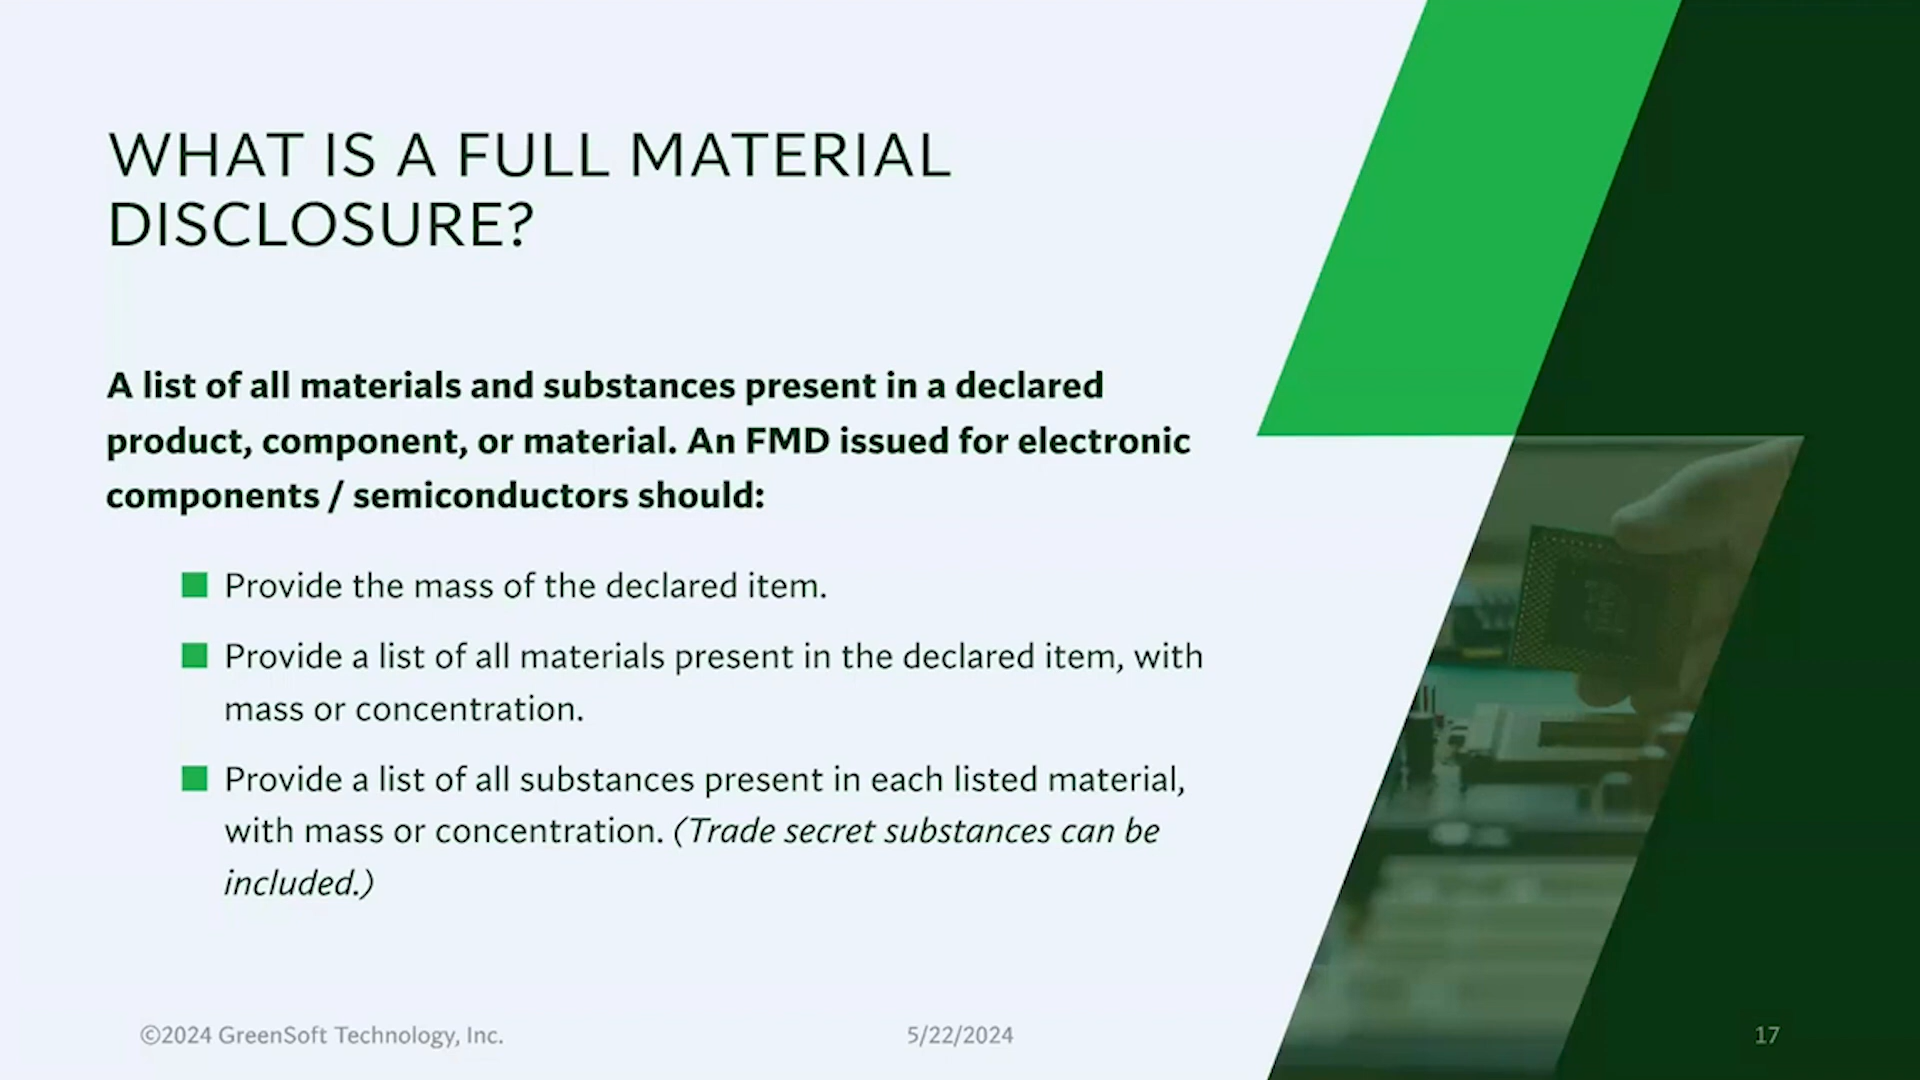 WHAT IS A FULL MATERIAL
DISCLOSURE?
A list of all materials and substances present in a declared
product, component, or material. An FMD issued for electronic
components / semiconductors should:
Provide the mass of the declared item.
Provide a list of all materials present in the declared item, with
mass or concentration.
Provide a list of all substances present in each listed material,
with mass or concentration. (Trade secret substances can be
included.)
©2024 GreenSoft Technology, Inc.
5/22/2024
17